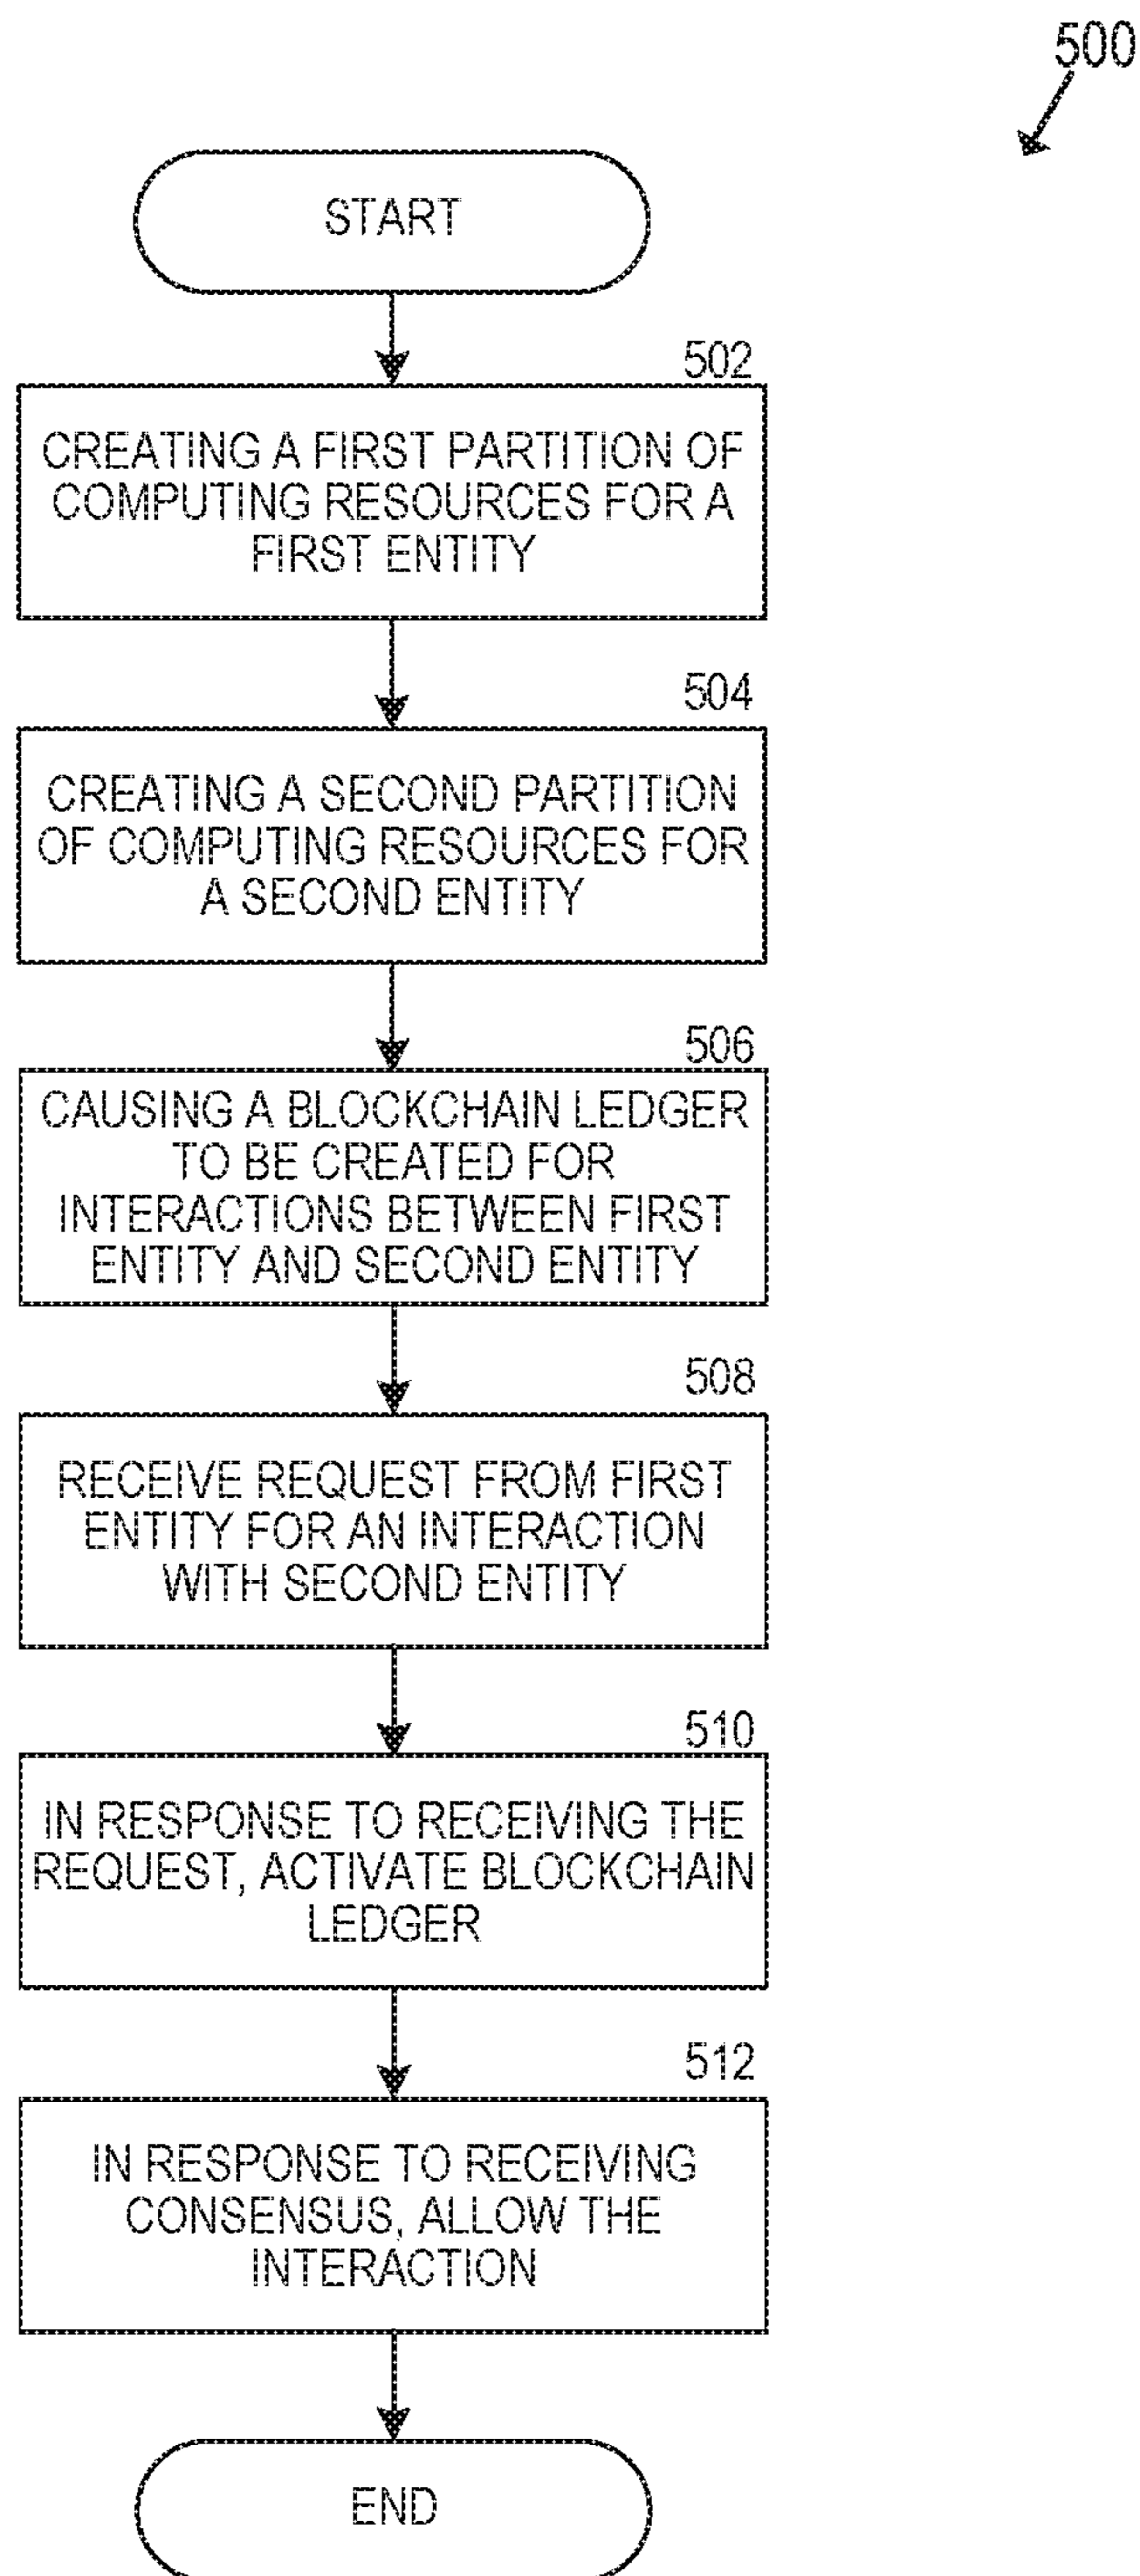 500
START
502
CREATING A FIRST PARTITION OF
COMPUTING RESOURCES FOR A
FIRST ENTITY
504
CREATING A SECOND PARTITION
OF COMPUTING RESOURCES FOR
A SECOND ENTITY
506
CAUSING A BLOCKCHAIN LEDGER
TO BE CREATED FOR
INTERACTIONS BETWEEN FIRST
ENTITY AND SECOND ENTITY
508
RECEIVE REQUEST FROM FIRST
ENTITY FOR AN INTERACTION
WITH SECOND ENTITY
510
IN RESPONSE TO RECEIVING THE
REQUEST, ACTIVATE BLOCKCHAIN
LEDGER
512
IN RESPONSE TO RECEIVING
CONSENSUS, ALLOW THE
INTERACTION
END